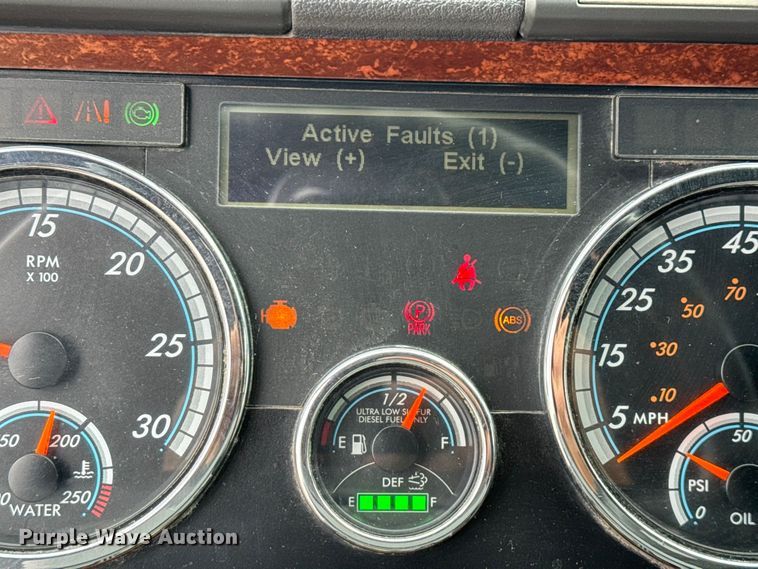 Active Faults (1)
View (+) Exit (-)
15
RPM
X 100
20
25
30
150
200
250
WATER
P
PARK
ABS
1/2
ULTRA LOW SULFUR
DIESEL FUEL ONLY
E
F
DEF
E
F
45
35
25
15
5
MPH
70
50
30
10
50
PSI
0
OIL
Purple Wave Auction